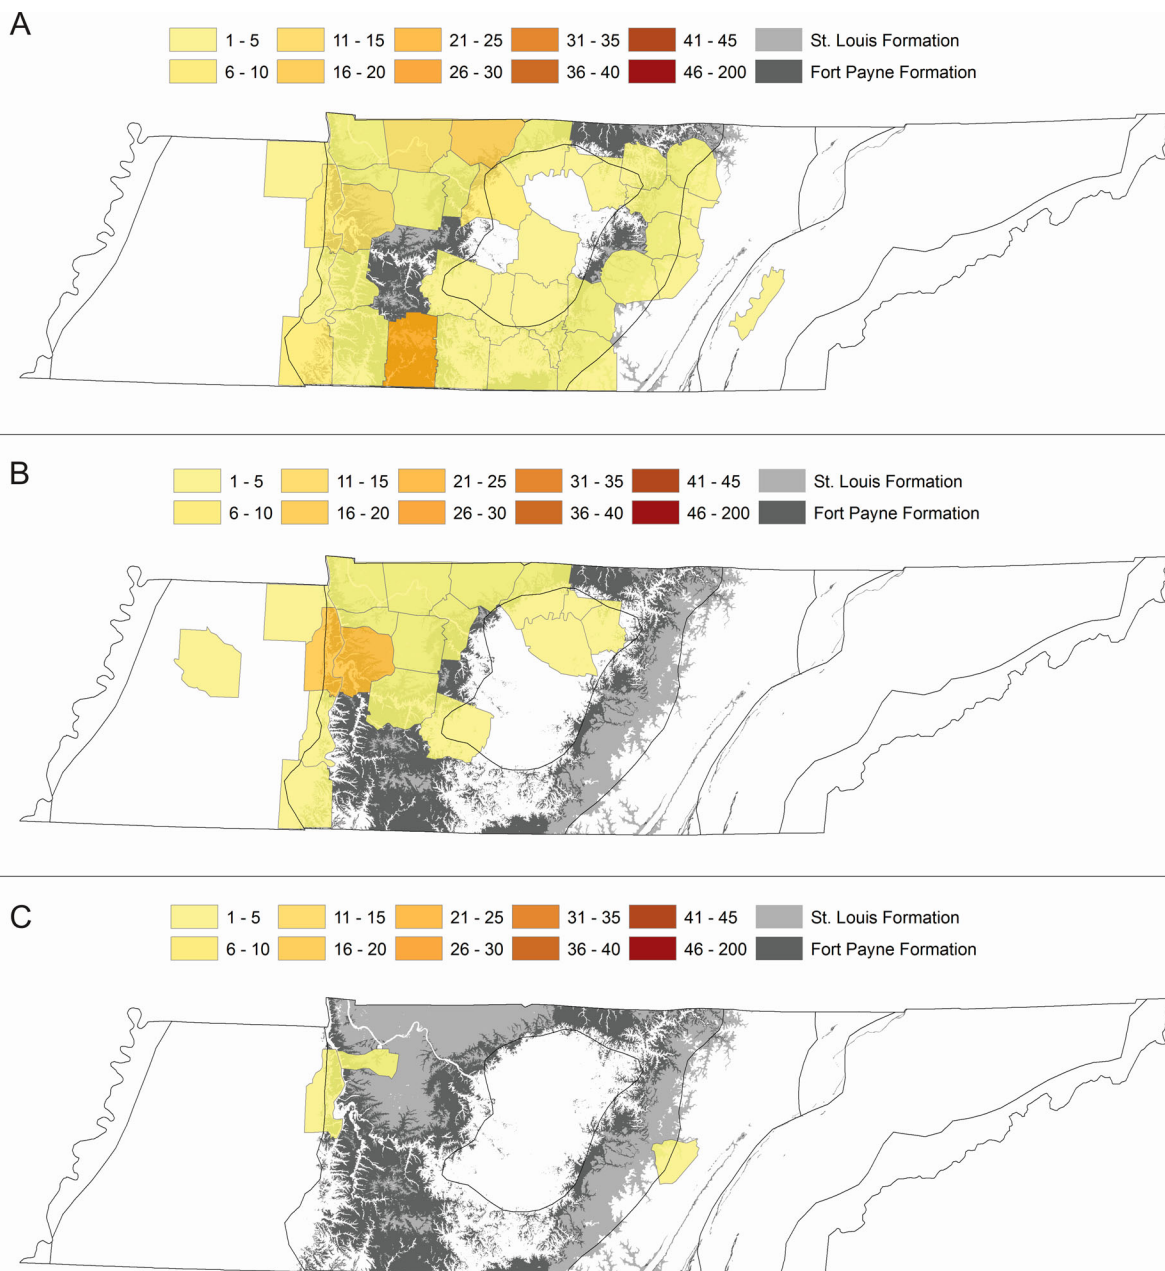 A
1 - 5 11 - 15 21 - 25 31 - 35 41 - 45 St. Louis Formation
6 - 10 16 - 20 26 - 30 36 - 40 46 - 200 Fort Payne Formation
B
1 - 5 11 - 15 21 - 25 31 - 35 41 - 45 St. Louis Formation
6 - 10 16 - 20 26 - 30 36 - 40 46 - 200 Fort Payne Formation
C
1 - 5 11 - 15 21 - 25 31 - 35 41 - 45 St. Louis Formation
6 - 10 16 - 20 26 - 30 36 - 40 46 - 200 Fort Payne Formation